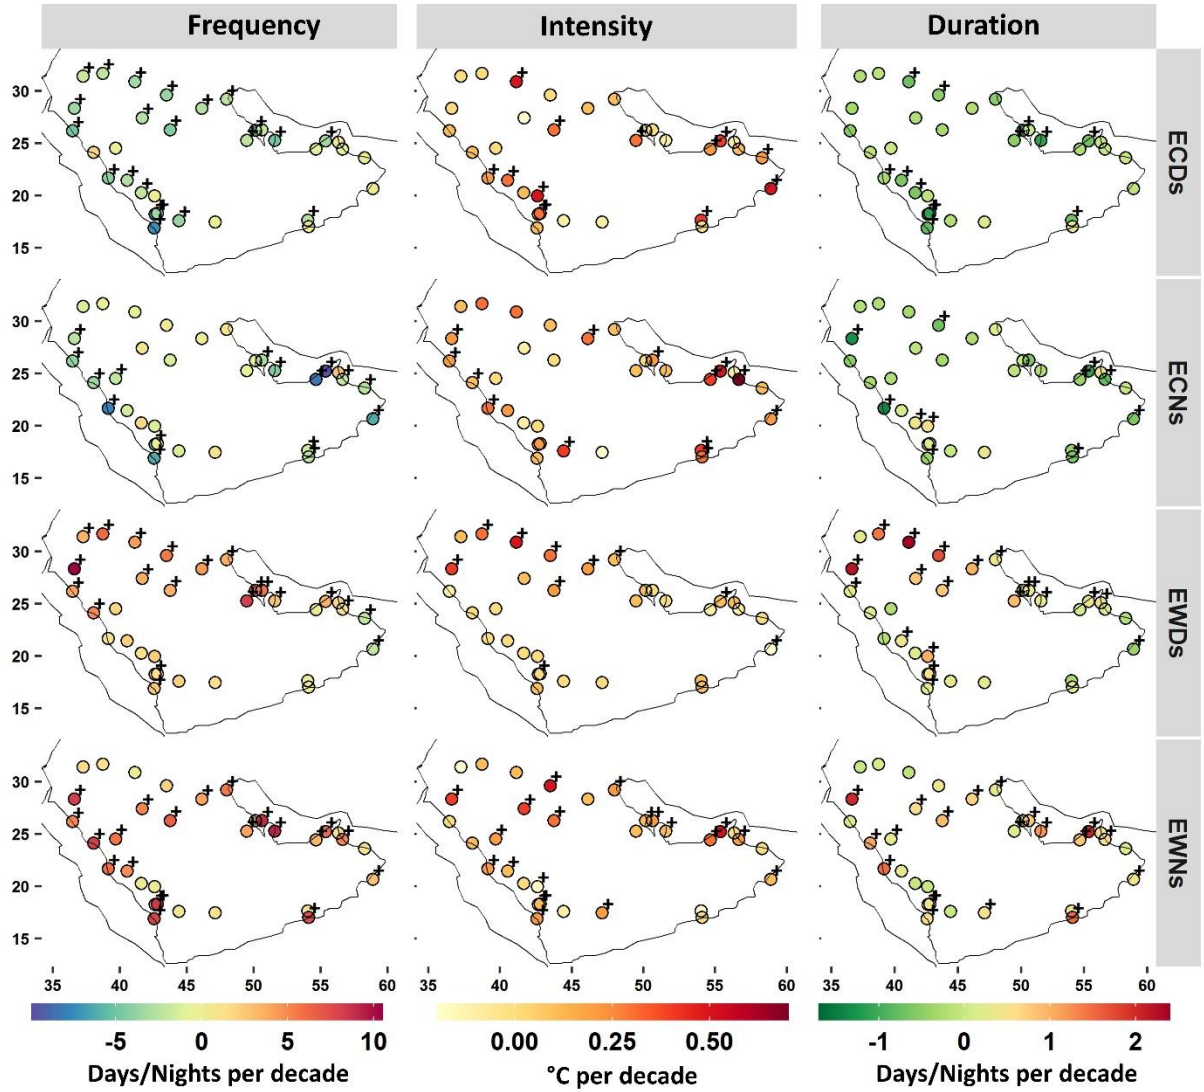 Frequency Intensity Duration
30
25
20
15
ECDs
30
25
20
15
ECNs
30
25
20
15
EWDs
30
25
20
15
EWNs
35 40 45 50 55 60 35 40 45 50 55 60 35 40 45 50 55 60
-5 0 5 10 0.00 0.25 0.50 -1 0 1 2
Days/Nights per decade °C per decade Days/Nights per decade